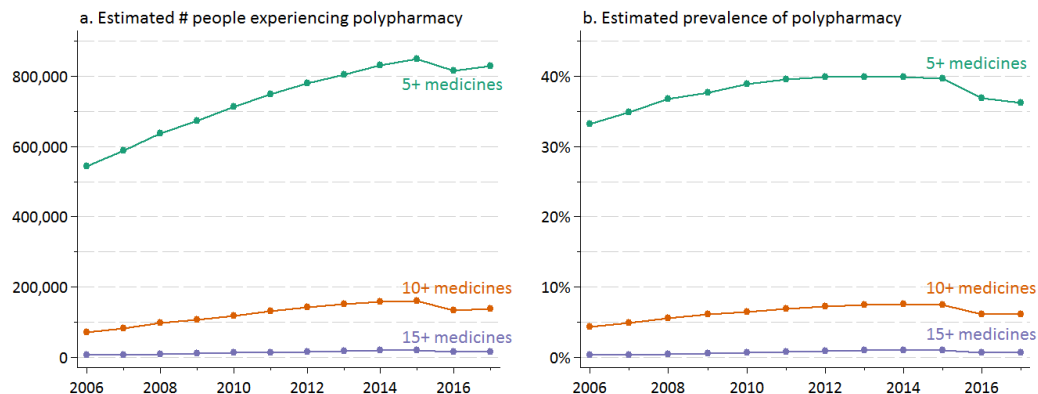 a. Estimated # people experiencing polypharmacy
800,000
600,000
400,000
200,000
0
5+ medicines
10+ medicines
15+ medicines
2006 2008 2010 2012 2014 2016
b. Estimated prevalence of polypharmacy
40%
30%
20%
10%
0%
5+ medicines
10+ medicines
15+ medicines
2006 2008 2010 2012 2014 2016